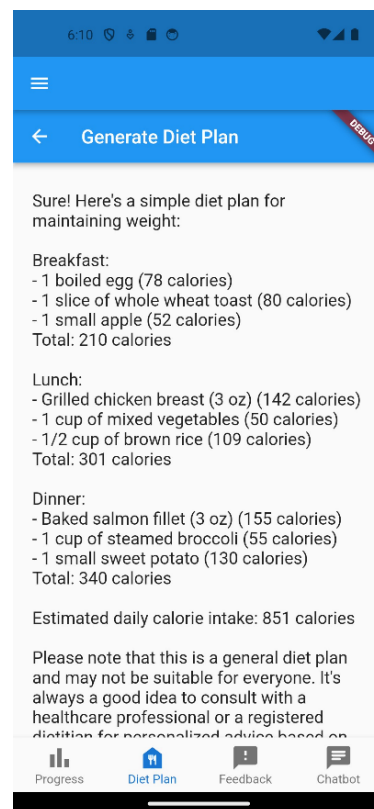 6:10
DEBUG
Generate Diet Plan
Sure! Here's a simple diet plan for
maintaining weight:
Breakfast:
- 1 boiled egg (78 calories)
- 1 slice of whole wheat toast (80 calories)
- 1 small apple (52 calories)
Total: 210 calories
Lunch:
- Grilled chicken breast (3 oz) (142 calories)
- 1 cup of mixed vegetables (50 calories)
- 1/2 cup of brown rice (109 calories)
Total: 301 calories
Dinner:
- Baked salmon fillet (3 oz) (155 calories)
- 1 cup of steamed broccoli (55 calories)
- 1 small sweet potato (130 calories)
Total: 340 calories
Estimated daily calorie intake: 851 calories
Please note that this is a general diet plan
and may not be suitable for everyone. It's
always a good idea to consult with a
healthcare professional or a registered
dietitian for personalized advice based on
Progress
Diet Plan
Feedback
Chatbot